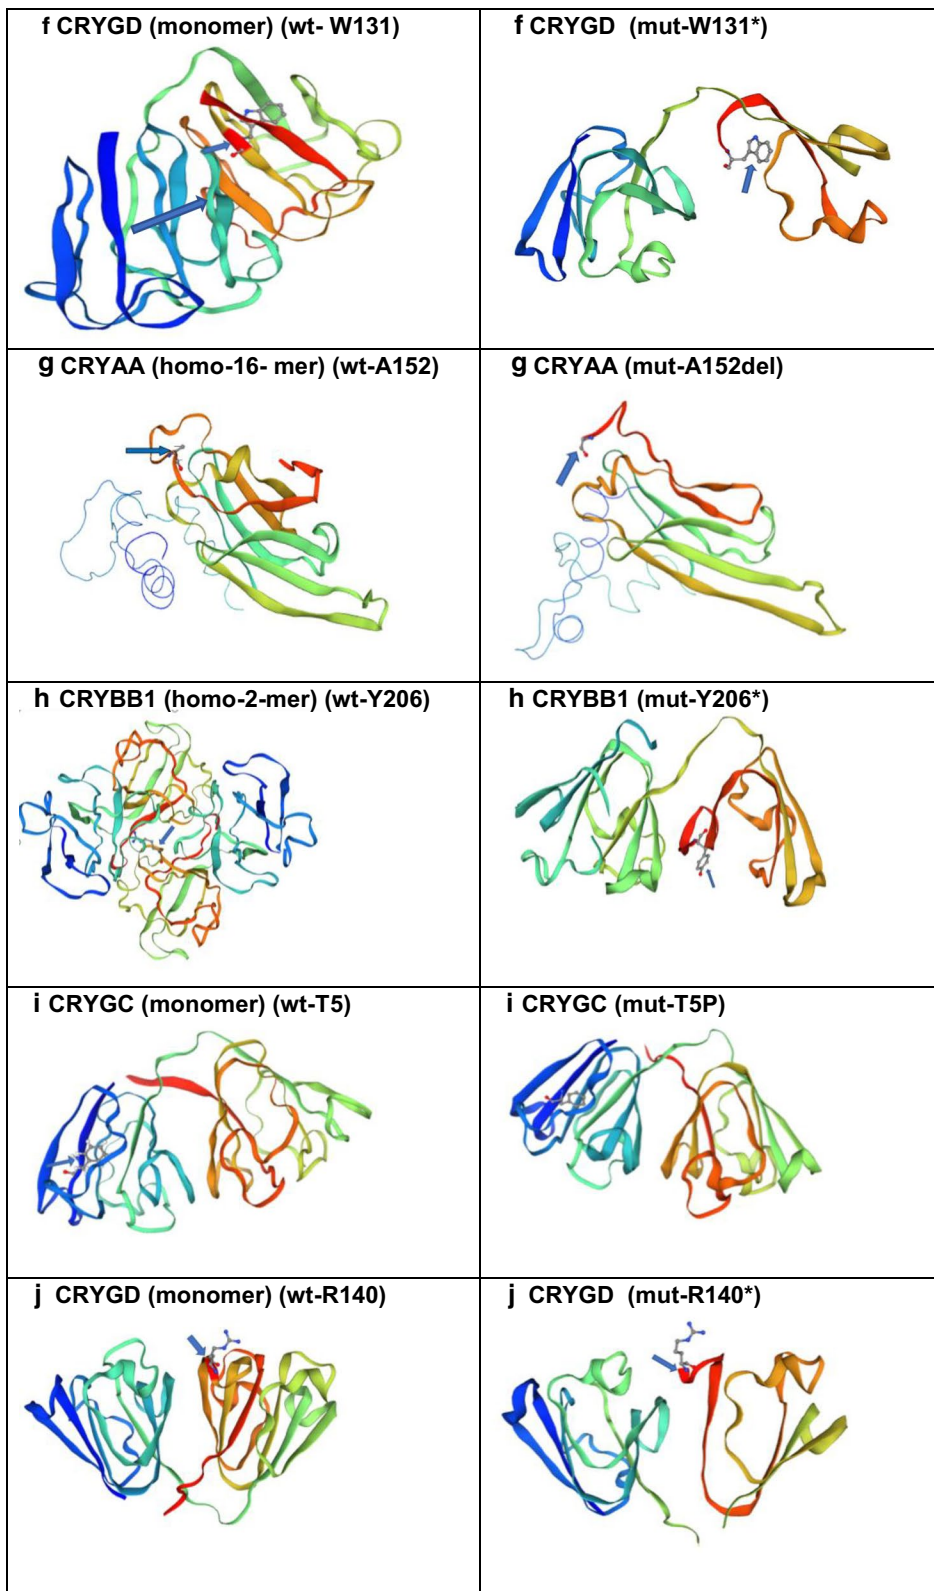 f CRYGD (monomer) (wt- W131)
f CRYGD (mut-W131*)
g CRYAA (homo-16- mer) (wt-A152)
g CRYAA (mut-A152del)
h CRYBB1 (homo-2-mer) (wt-Y206)
h CRYBB1 (mut-Y206*)
i CRYGC (monomer) (wt-T5)
i CRYGC (mut-T5P)
j CRYGD (monomer) (wt-R140)
j CRYGD (mut-R140*)